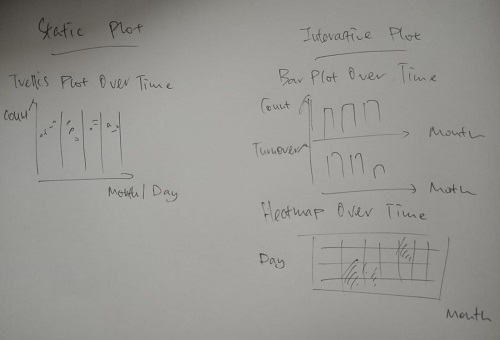 Static Plot
Trellis Plot Over Time
Count
Month/Day
Interactive Plot
Bar Plot Over Time
Count
Month
Turnover
Moth
Heatmap Over Time
Day
Month